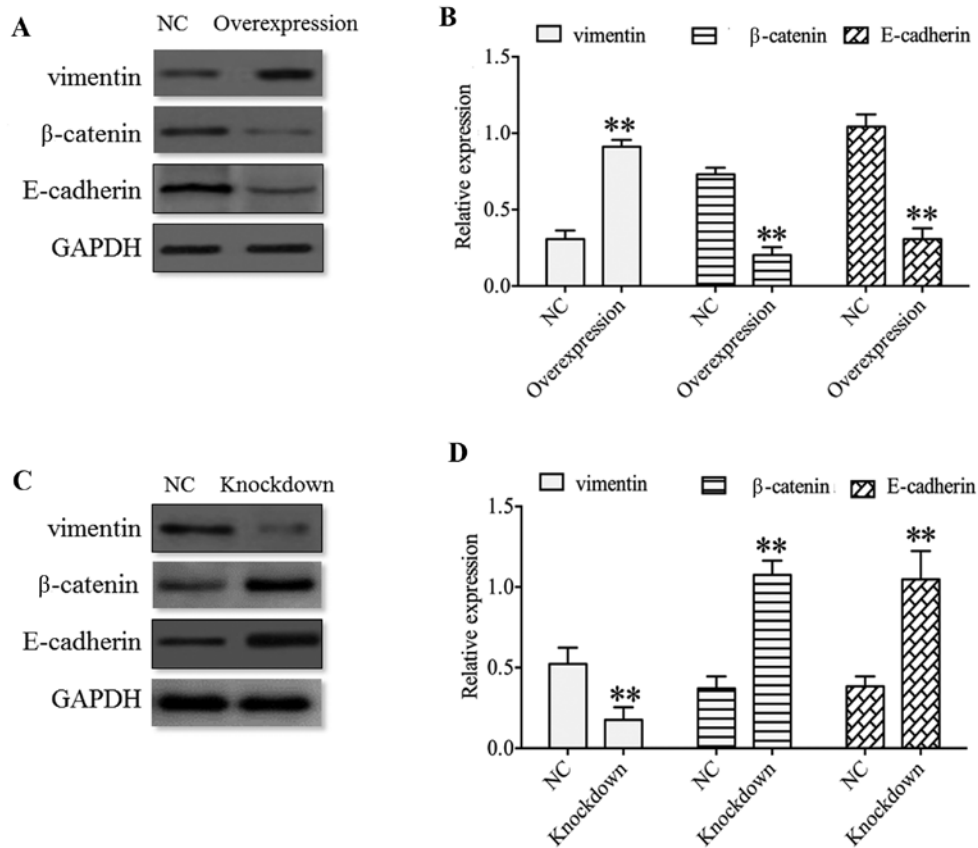 A
NC Overexpression
vimentin
β-catenin
E-cadherin
GAPDH
B
vimentin β-catenin E-cadherin
Relative expression
1.5
1.0
0.5
0.0
** ** **
NC Overexpression NC Overexpression NC Overexpression
C
NC Knockdown
vimentin
β-catenin
E-cadherin
GAPDH
D
vimentin β-catenin E-cadherin
Relative expression
1.5
1.0
0.5
0.0
** ** **
NC Knockdown NC Knockdown NC Knockdown